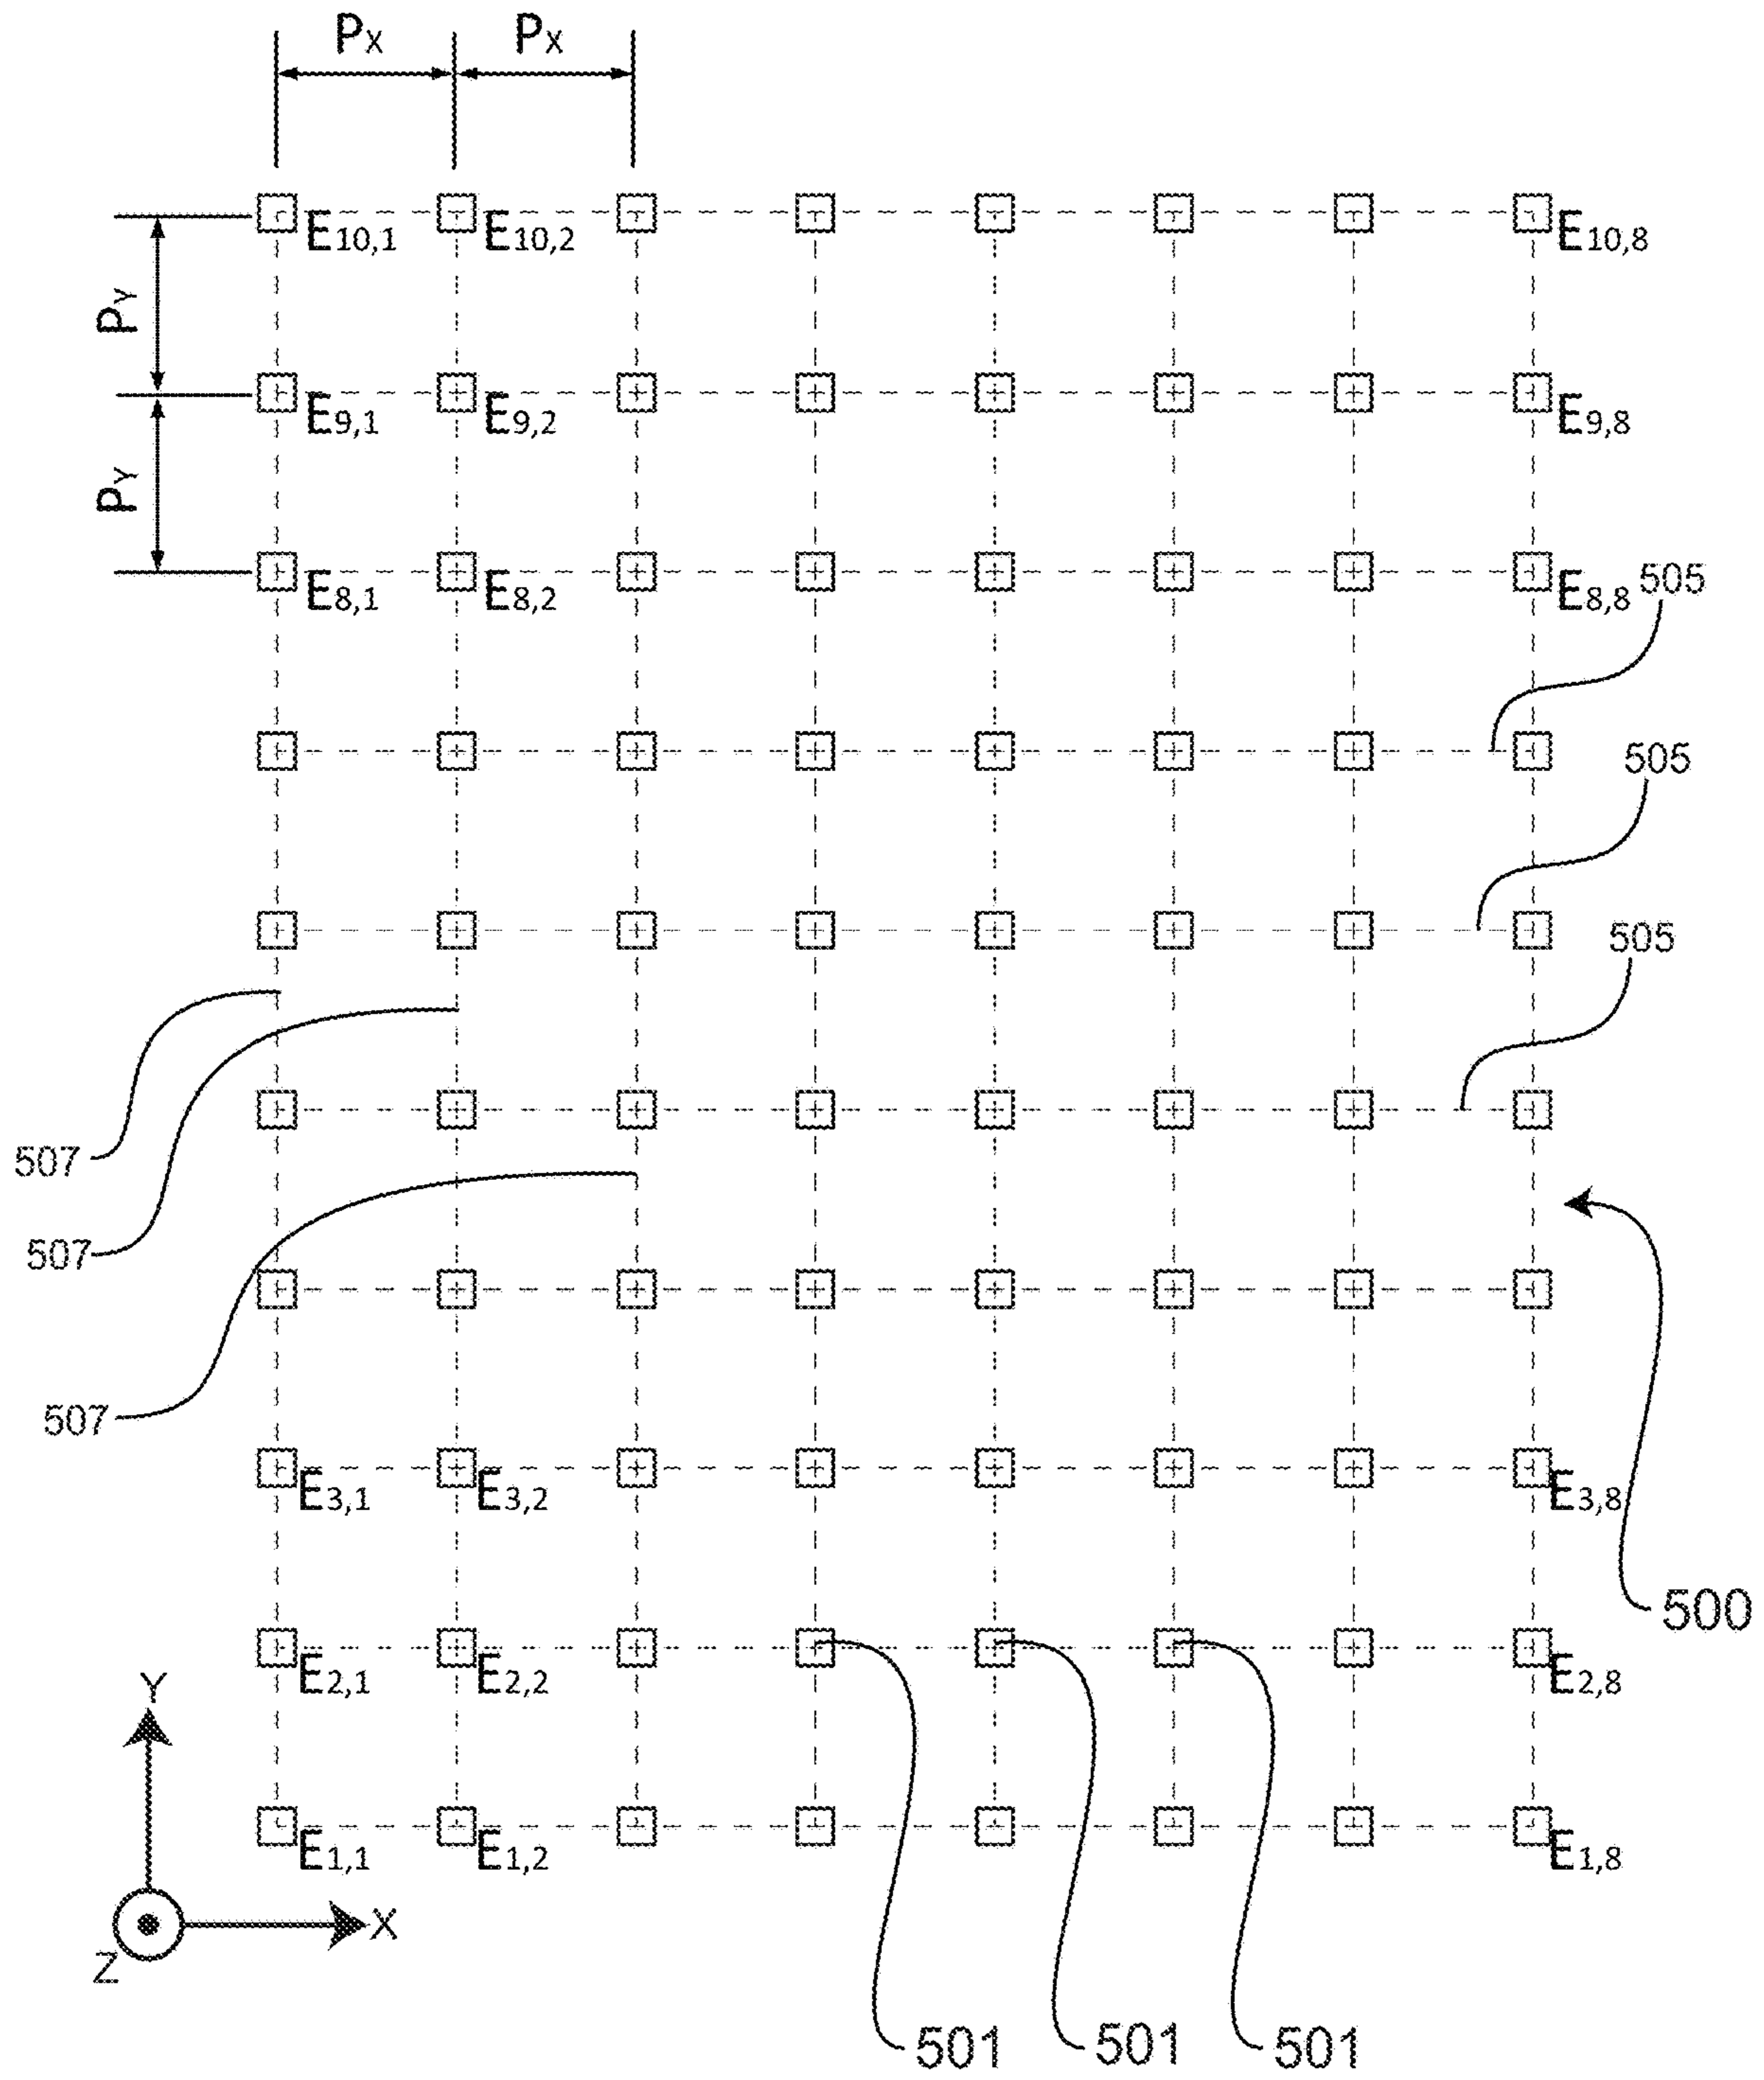 PX PX
E10,1 E10,2 E10,8
PY
E9,1 E9,2 E9,8
PY
E8,1 E8,2 E8,8
505
505
505
507
507
507
E3,1 E3,2 E3,8
500
E2,1 E2,2 E2,8
Y
E1,1 E1,2 E1,8
X
Z
501 501 501